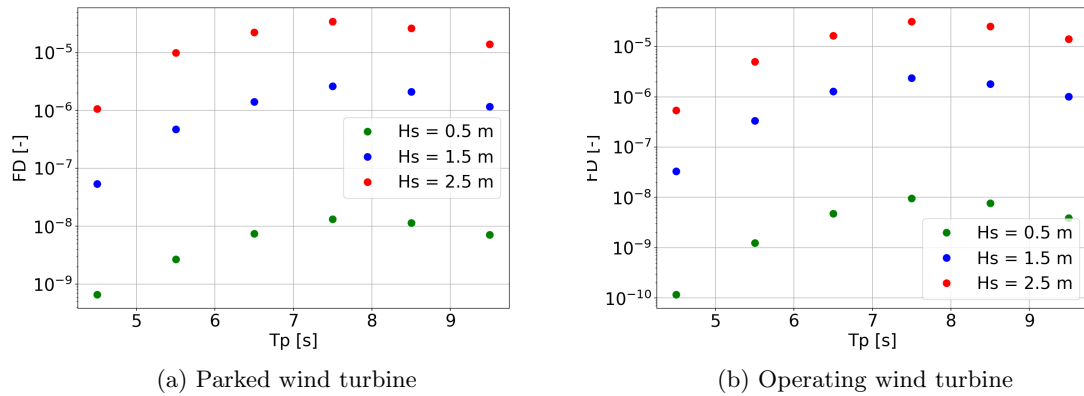 10⁻⁵
10⁻⁶
10⁻⁷
10⁻⁸
10⁻⁹
FD [-]
Hs = 0.5 m
Hs = 1.5 m
Hs = 2.5 m
5 6 7 8 9
Tp [s]
(a) Parked wind turbine
10⁻⁵
10⁻⁶
10⁻⁷
10⁻⁸
10⁻⁹
10⁻¹⁰
FD [-]
Hs = 0.5 m
Hs = 1.5 m
Hs = 2.5 m
5 6 7 8 9
Tp [s]
(b) Operating wind turbine